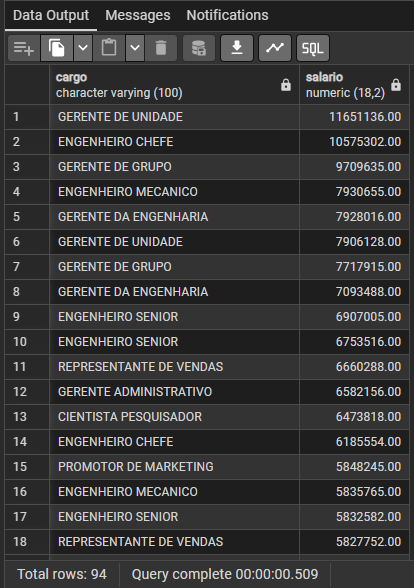 Data Output Messages Notifications
SQL
cargo salario
character varying (100) numeric (18,2)
1 GERENTE DE UNIDADE 11651136.00
2 ENGENHEIRO CHEFE 10575302.00
3 GERENTE DE GRUPO 9709635.00
4 ENGENHEIRO MECANICO 7930655.00
5 GERENTE DA ENGENHARIA 7928016.00
6 GERENTE DE UNIDADE 7906128.00
7 GERENTE DE GRUPO 7717915.00
8 GERENTE DA ENGENHARIA 7093488.00
9 ENGENHEIRO SENIOR 6907005.00
10 ENGENHEIRO SENIOR 6753516.00
11 REPRESENTANTE DE VENDAS 6660288.00
12 GERENTE ADMINISTRATIVO 6582156.00
13 CIENTISTA PESQUISADOR 6473818.00
14 ENGENHEIRO CHEFE 6185554.00
15 PROMOTOR DE MARKETING 5848245.00
16 ENGENHEIRO MECANICO 5835765.00
17 ENGENHEIRO SENIOR 5832582.00
18 REPRESENTANTE DE VENDAS 5827752.00
Total rows: 94 Query complete 00:00:00.509